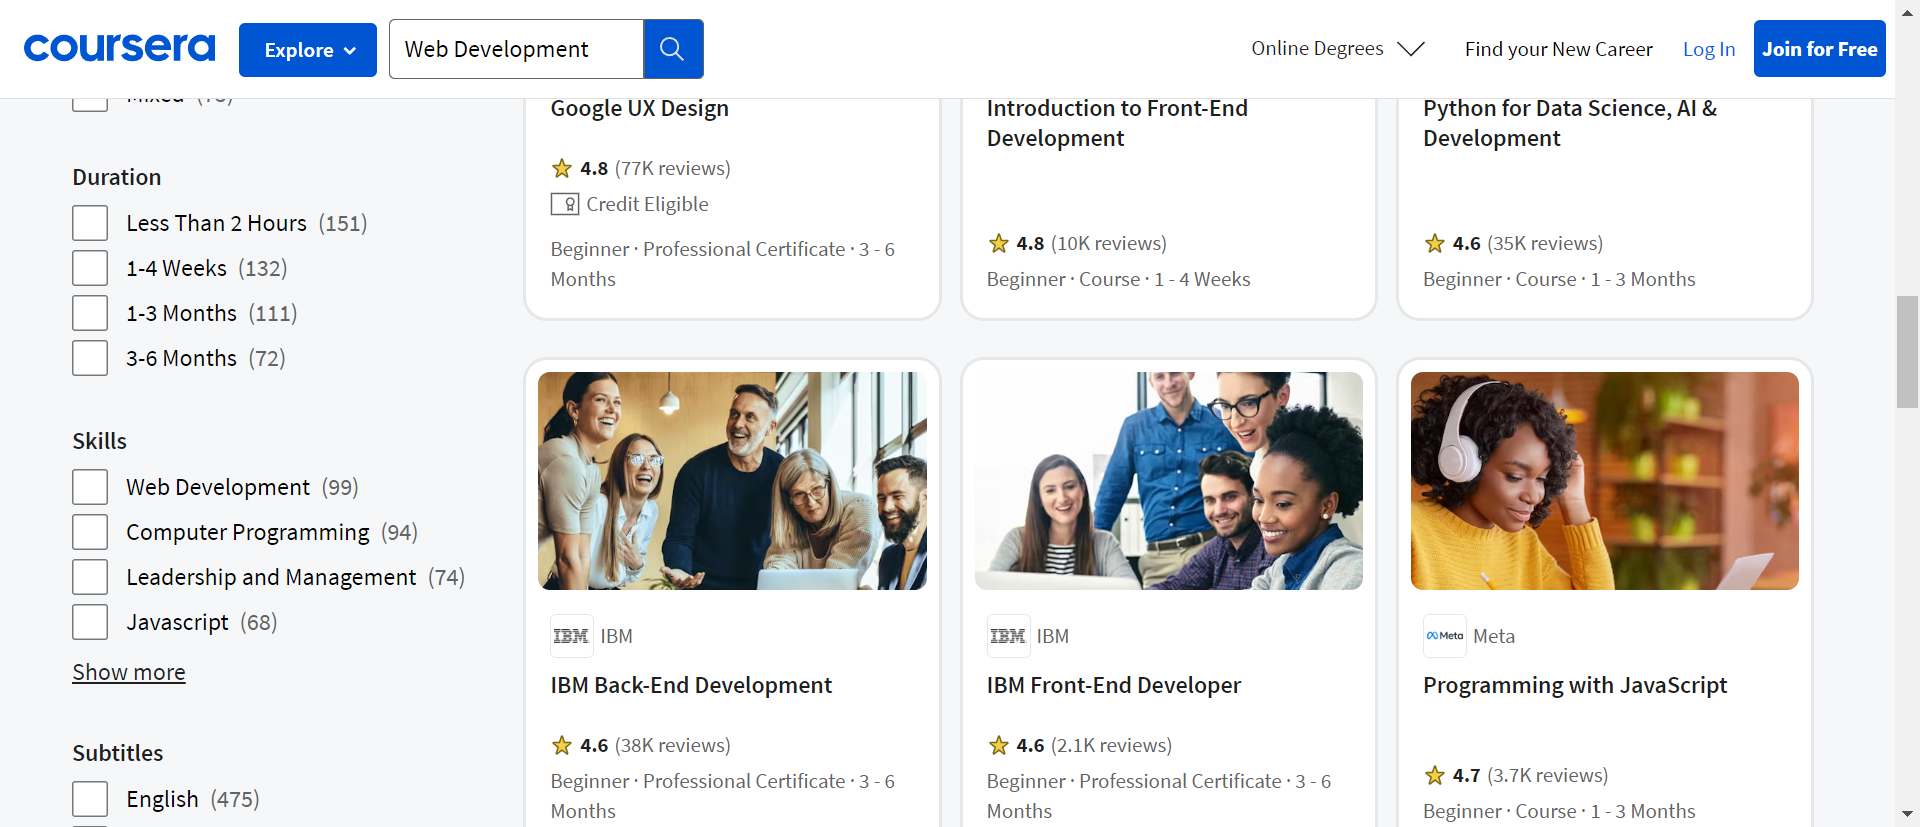 coursera
Explore
Web Development
Online Degrees
Find your New Career
Log In
Join for Free
Mixed (75)
Duration
Less Than 2 Hours (151)
1-4 Weeks (132)
1-3 Months (111)
3-6 Months (72)
Skills
Web Development (99)
Computer Programming (94)
Leadership and Management (74)
Javascript (68)
Show more
Subtitles
English (475)
Google UX Design
4.8 (77K reviews)
Credit Eligible
Beginner · Professional Certificate · 3 - 6
Months
Introduction to Front-End
Development
4.8 (10K reviews)
Beginner · Course · 1 - 4 Weeks
Python for Data Science, AI &
Development
4.6 (35K reviews)
Beginner · Course · 1 - 3 Months
IBM IBM
IBM Back-End Development
4.6 (38K reviews)
Beginner · Professional Certificate · 3 - 6
Months
IBM IBM
IBM Front-End Developer
4.6 (2.1K reviews)
Beginner · Professional Certificate · 3 - 6
Months
Meta Meta
Programming with JavaScript
4.7 (3.7K reviews)
Beginner · Course · 1 - 3 Months